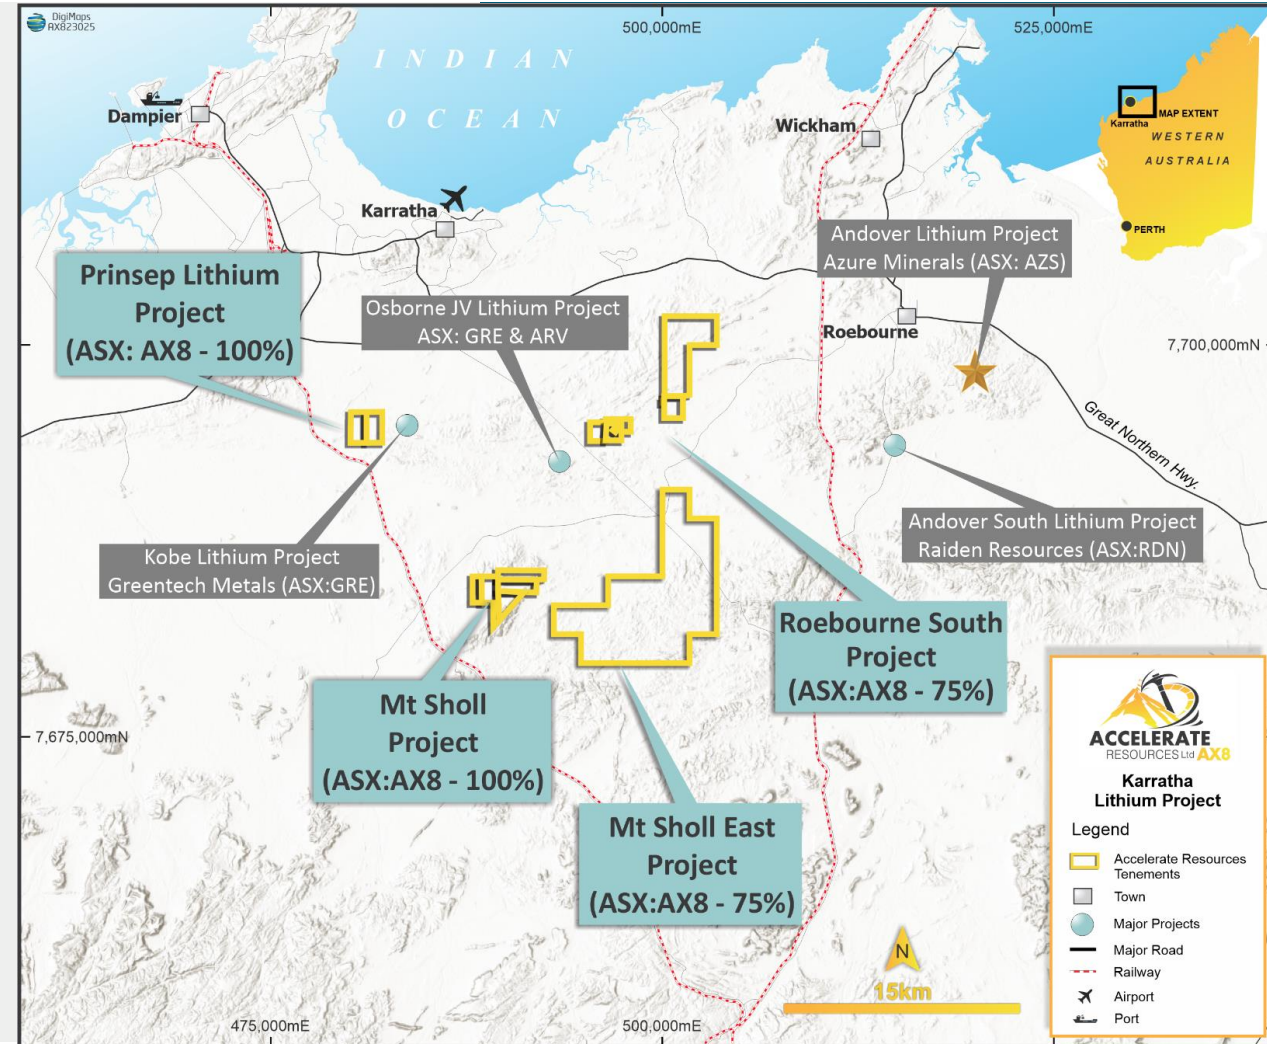 DigiMaps
AX823025
500,000mE
525,000mE
INDIAN
OCEAN
Dampier
Wickham
Karratha
Karratha
MAP EXTENT
WESTERN
AUSTRALIA
PERTH
Andover Lithium Project
Azure Minerals (ASX: AZS)
Prinsep Lithium
Project
(ASX: AX8 - 100%)
Osborne JV Lithium Project
ASX: GRE & ARV
Roebourne
7,700,000mN
Great Northern Hwy.
Kobe Lithium Project
Greentech Metals (ASX:GRE)
Andover South Lithium Project
Raiden Resources (ASX:RDN)
Roebourne South
Project
(ASX:AX8 - 75%)
Mt Sholl
Project
(ASX:AX8 - 100%)
7,675,000mN
Mt Sholl East
Project
(ASX:AX8 - 75%)
N
15km
475,000mE
500,000mE
ACCELERATE
RESOURCES Ltd AX8
Karratha
Lithium Project
Legend
Accelerate Resources
Tenements
Town
Major Projects
Major Road
Railway
Airport
Port